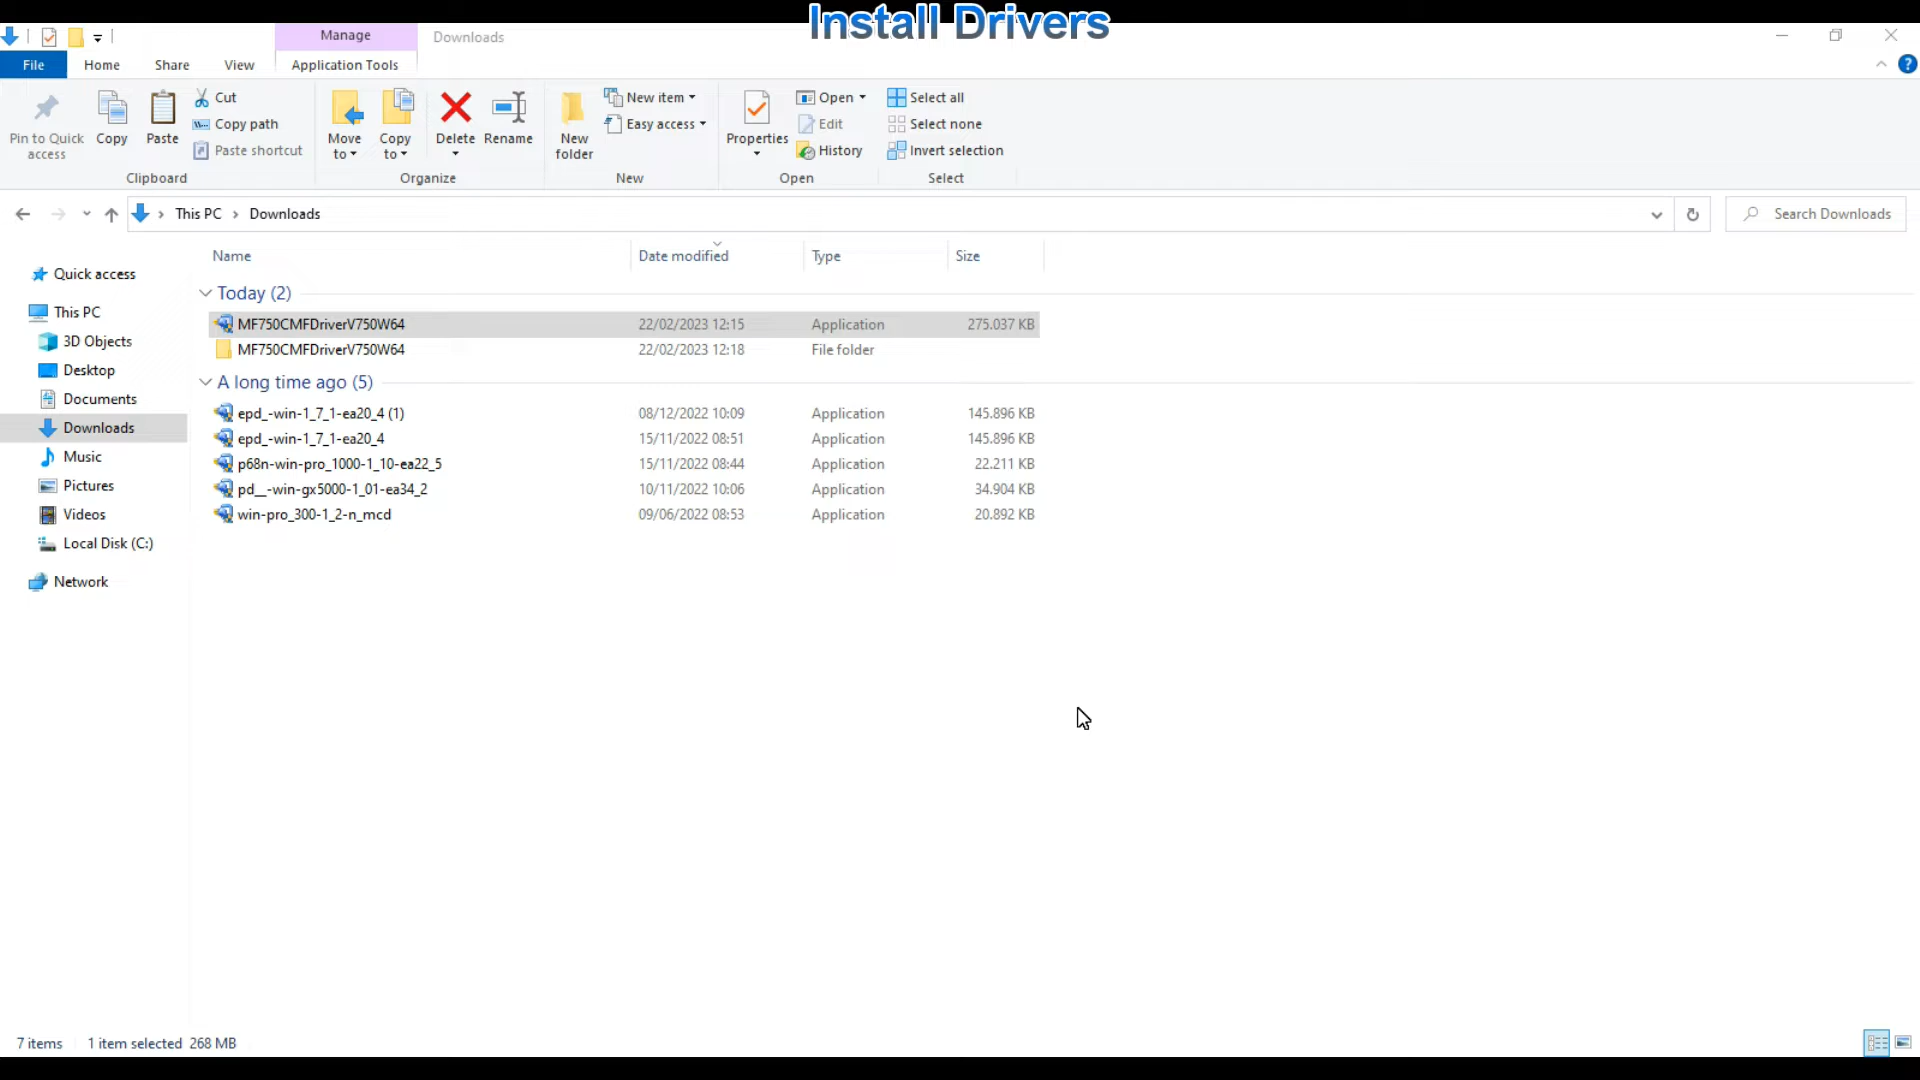 Install Drivers
Manage
Downloads
File
Home
Share
View
Application Tools
Pin to Quick access
Copy
Paste
Cut
Copy path
Paste shortcut
Clipboard
Move to
Copy to
Delete
Rename
Organize
New folder
New item
Easy access
New
Properties
Open
Edit
History
Open
Select all
Select none
Invert selection
Select
This PC
Downloads
Search Downloads
Quick access
This PC
3D Objects
Desktop
Documents
Downloads
Music
Pictures
Videos
Local Disk (C:)
Network
Name Date modified Type Size
Today (2)
MF750CMFDriverV750W64 22/02/2023 12:15 Application 275.037 KB
MF750CMFDriverV750W64 22/02/2023 12:18 File folder
A long time ago (5)
epd_-win-1_7_1-ea20_4 (1) 08/12/2022 10:09 Application 145.896 KB
epd_-win-1_7_1-ea20_4 15/11/2022 08:51 Application 145.896 KB
p68n-win-pro_1000-1_10-ea22_5 15/11/2022 08:44 Application 22.211 KB
pd__-win-gx5000-1_01-ea34_2 10/11/2022 10:06 Application 34.904 KB
win-pro_300-1_2-n_mcd 09/06/2022 08:53 Application 20.892 KB
7 items 1 item selected 268 MB